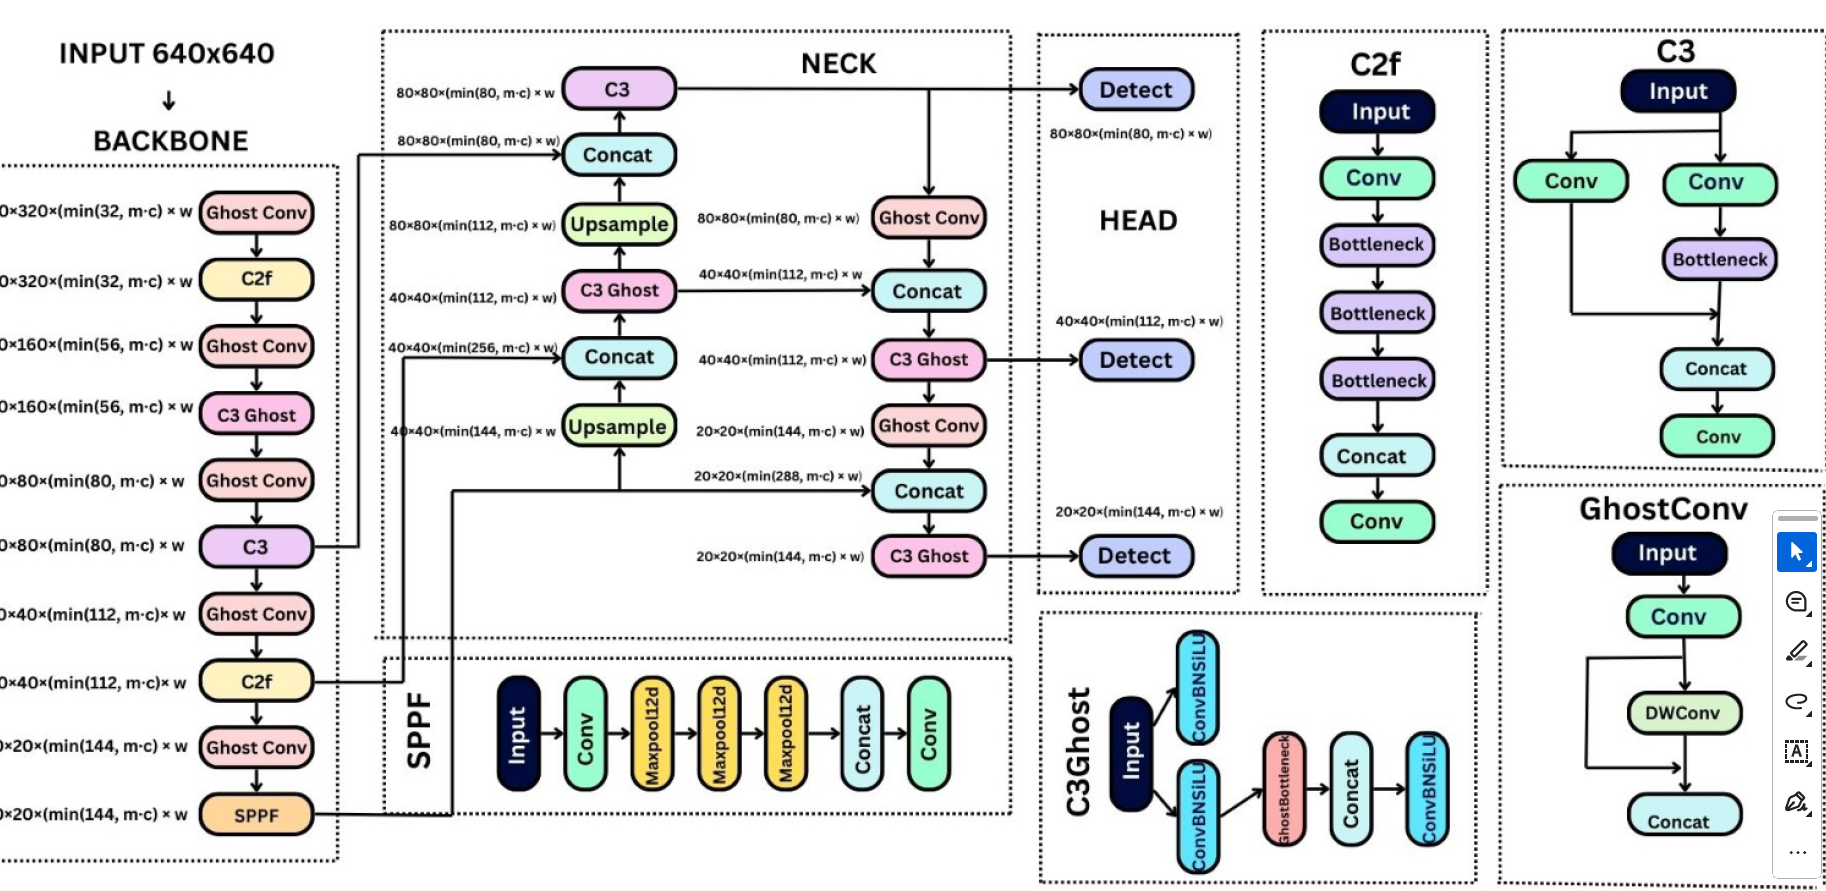 INPUT 640x640
BACKBONE
0×320×(min(32, m·c) × w
Ghost Conv
0×320×(min(32, m·c) × w
C2f
0×160×(min(56, m·c) × w
Ghost Conv
0×160×(min(56, m·c) × w
C3 Ghost
0×80×(min(80, m·c) × w
Ghost Conv
0×80×(min(80, m·c) × w
C3
0×40×(min(112, m·c)× w
Ghost Conv
0×40×(min(112, m·c)× w
C2f
0×20×(min(144, m·c) × w
Ghost Conv
0×20×(min(144, m·c) × w
SPPF
NECK
80×80×(min(80, m·c) × w
C3
80×80×(min(80, m·c) × w)
Concat
80×80×(min(112, m·c) × w)
Upsample
40×40×(min(112, m·c) × w)
C3 Ghost
40×40×(min(256, m·c) × w)
Concat
40×40×(min(144, m·c) × w
Upsample
80×80×(min(80, m·c) × w)
Ghost Conv
40×40×(min(112, m·c) × w
Concat
40×40×(min(112, m·c) × w)
C3 Ghost
20×20×(min(144, m·c) × w)
Ghost Conv
20×20×(min(288, m·c) × w)
Concat
20×20×(min(144, m·c) × w)
C3 Ghost
Detect
80×80×(min(80, m·c) × w)
HEAD
40×40×(min(112, m·c) × w)
Detect
20×20×(min(144, m·c) × w)
Detect
SPPF
Input
Conv
Maxpool12d
Maxpool12d
Maxpool12d
Concat
Conv
C2f
Input
Conv
Bottleneck
Bottleneck
Bottleneck
Concat
Conv
C3
Input
Conv
Conv
Bottleneck
Concat
Conv
C3Ghost
Input
ConvBNSiLU
ConvBNSiLU
GhostBottleneck
Concat
ConvBNSiLU
GhostConv
Input
Conv
DWConv
Concat
A